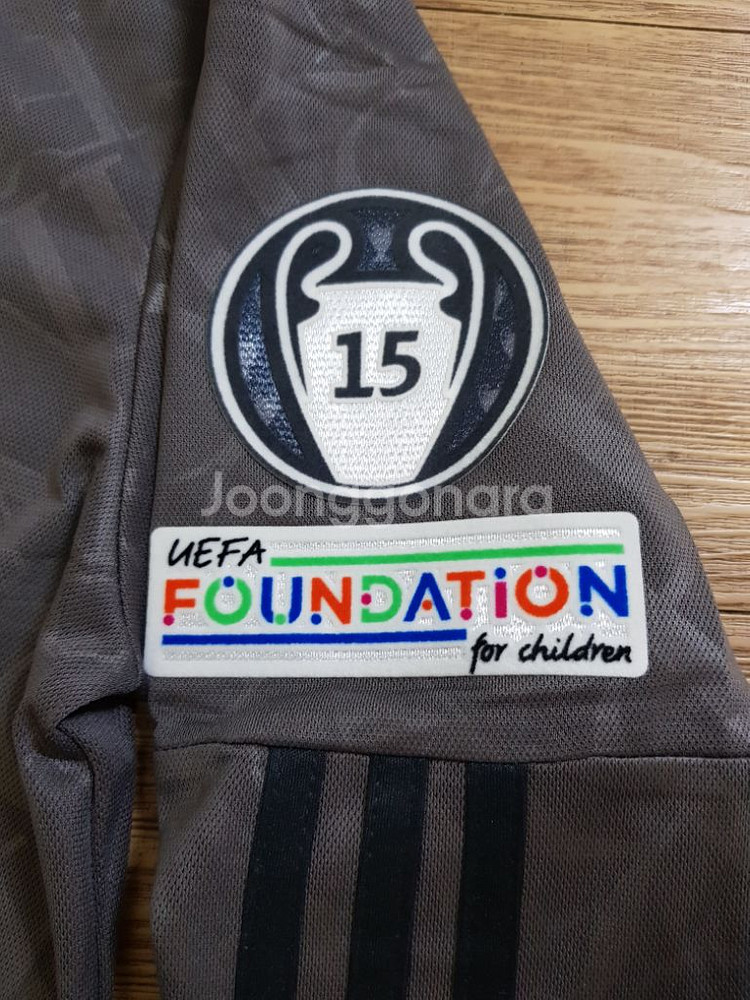 15
Joonggonara
UEFA
FOUNDATION
for children